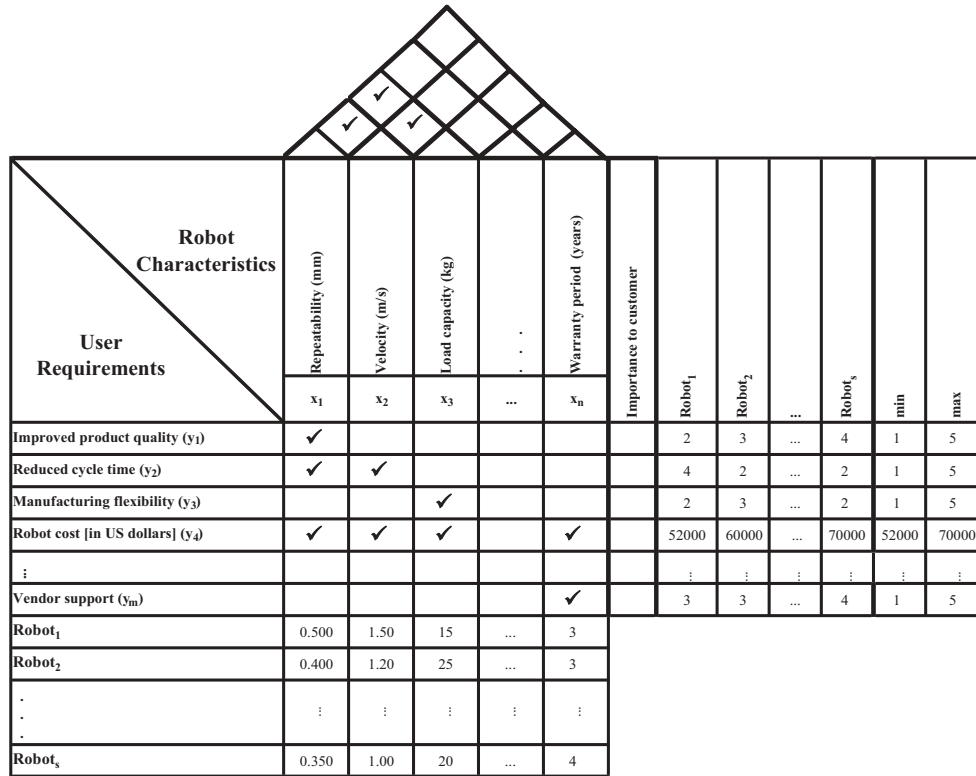 ✓
✓ ✓
Robot
Characteristics
User
Requirements
Repeatability (mm)
Velocity (m/s)
Load capacity (kg)
. . .
Warranty period (years)
Importance to customer
Robot₁
Robot₂
...
Robotₛ
min
max
x₁ x₂ x₃ ... xₙ
Improved product quality (y₁) ✓ 2 3 ... 4 1 5
Reduced cycle time (y₂) ✓ ✓ 4 2 ... 2 1 5
Manufacturing flexibility (y₃) ✓ 2 3 ... 2 1 5
Robot cost [in US dollars] (y₄) ✓ ✓ ✓ ✓ 52000 60000 ... 70000 52000 70000
⋮ ⋮ ⋮ ⋮ ⋮ ⋮ ⋮
Vendor support (yₘ) ✓ 3 3 ... 4 1 5
Robot₁ 0.500 1.50 15 ... 3
Robot₂ 0.400 1.20 25 ... 3
⋮ ⋮ ⋮ ⋮ ⋮ ⋮
Robotₛ 0.350 1.00 20 ... 4